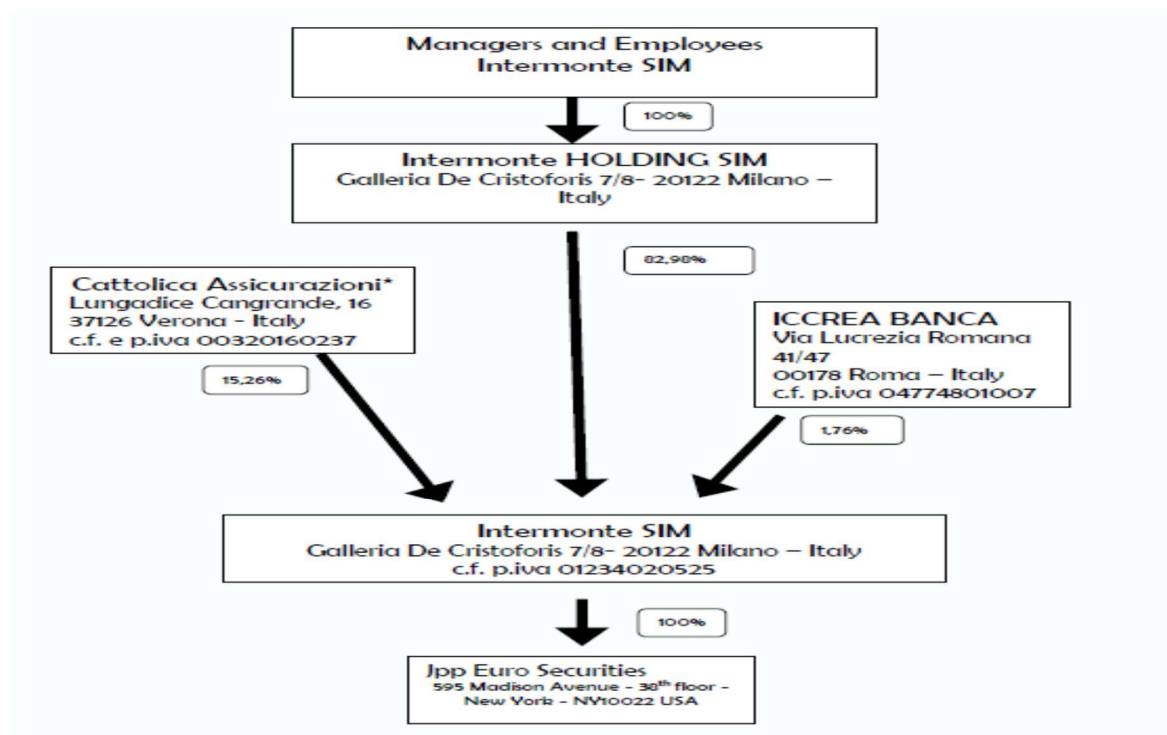 Managers and Employees
Intermonte SIM
100%
Intermonte HOLDING SIM
Galleria De Cristoforis 7/8- 20122 Milano –
Italy
82,98%
Cattolica Assicurazioni*
Lungadice Cangrande, 16
37126 Verona - Italy
c.f. e p.iva 00320160237
15,26%
ICCREA BANCA
Via Lucrezia Romana
41/47
00178 Roma – Italy
c.f. p.iva 04774801007
1,76%
Intermonte SIM
Galleria De Cristoforis 7/8- 20122 Milano – Italy
c.f. p.iva 01234020525
100%
Jpp Euro Securities
595 Madison Avenue - 38th floor -
New York - NY10022 USA